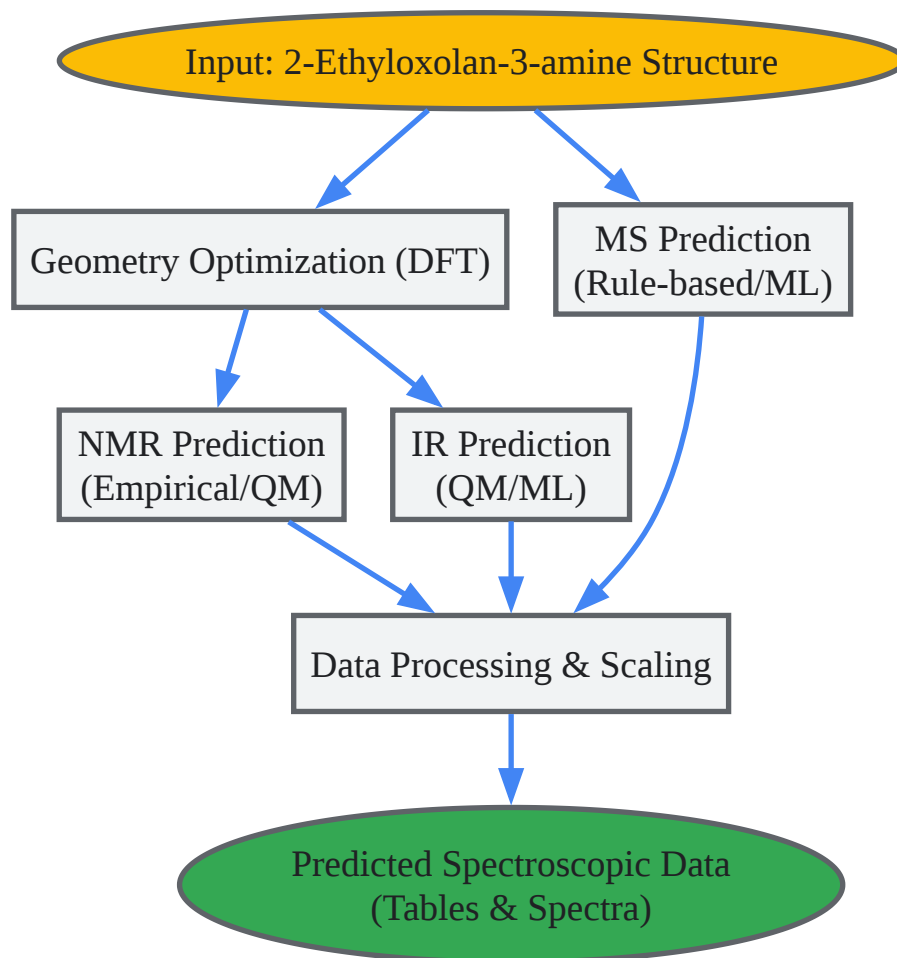 Input: 2-Ethyloxolan-3-amine Structure
Geometry Optimization (DFT)
MS Prediction
(Rule-based/ML)
NMR Prediction
(Empirical/QM)
IR Prediction
(QM/ML)
Data Processing & Scaling
Predicted Spectroscopic Data
(Tables & Spectra)